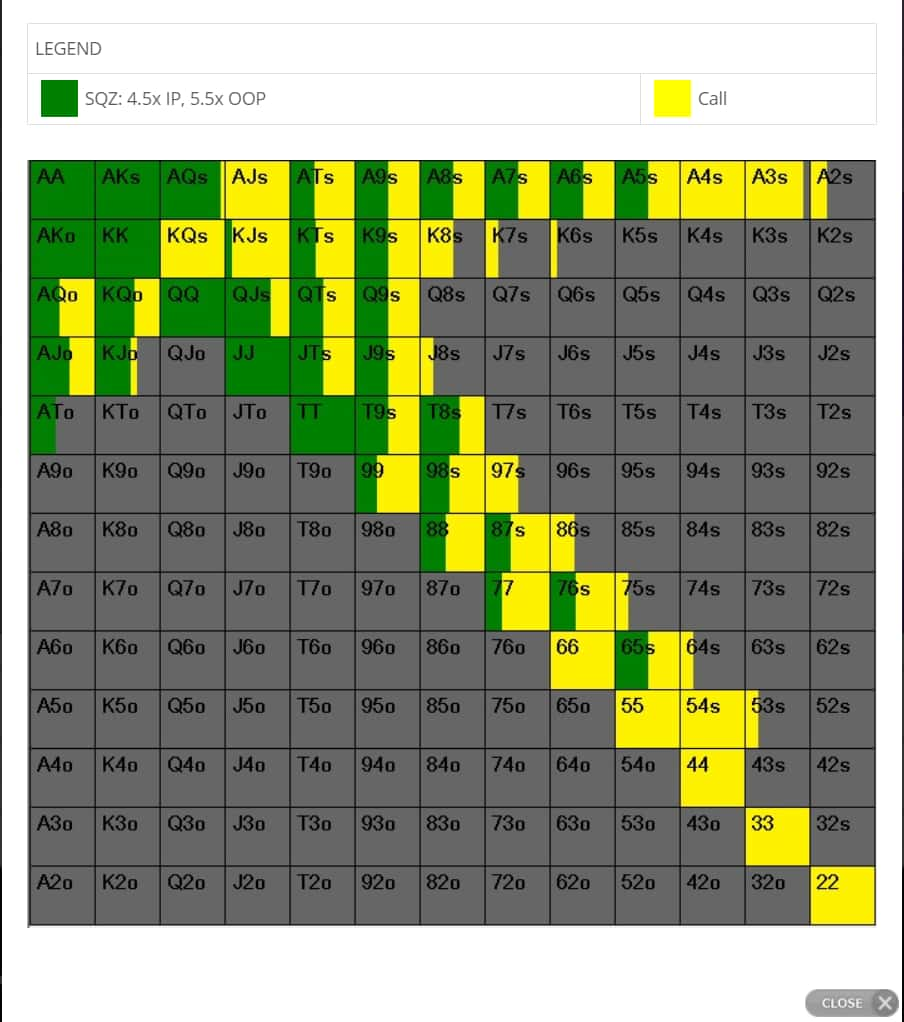 LEGEND
SQZ: 4.5x IP, 5.5x OOP Call
AA AKs AQs AJs ATs A9s A8s A7s A6s A5s A4s A3s A2s
AKo KK KQs KJs KTs K9s K8s K7s K6s K5s K4s K3s K2s
AQo KQo QQ QJs QTs Q9s Q8s Q7s Q6s Q5s Q4s Q3s Q2s
AJo KJo QJo JJ JTs J9s J8s J7s J6s J5s J4s J3s J2s
ATo KTo QTo JTo TT T9s T8s T7s T6s T5s T4s T3s T2s
A9o K9o Q9o J9o T9o 99 98s 97s 96s 95s 94s 93s 92s
A8o K8o Q8o J8o T8o 98o 88 87s 86s 85s 84s 83s 82s
A7o K7o Q7o J7o T7o 97o 87o 77 76s 75s 74s 73s 72s
A6o K6o Q6o J6o T6o 96o 86o 76o 66 65s 64s 63s 62s
A5o K5o Q5o J5o T5o 95o 85o 75o 65o 55 54s 53s 52s
A4o K4o Q4o J4o T4o 94o 84o 74o 64o 54o 44 43s 42s
A3o K3o Q3o J3o T3o 93o 83o 73o 63o 53o 43o 33 32s
A2o K2o Q2o J2o T2o 92o 82o 72o 62o 52o 42o 32o 22
CLOSE